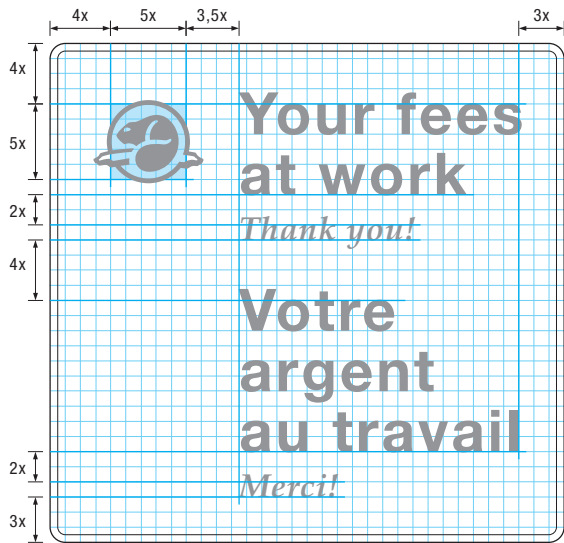 4x 5x 3,5x 3x
4x
5x
2x
4x
2x
3x
Your fees
at work
Thank you!
Votre
argent
au travail
Merci!